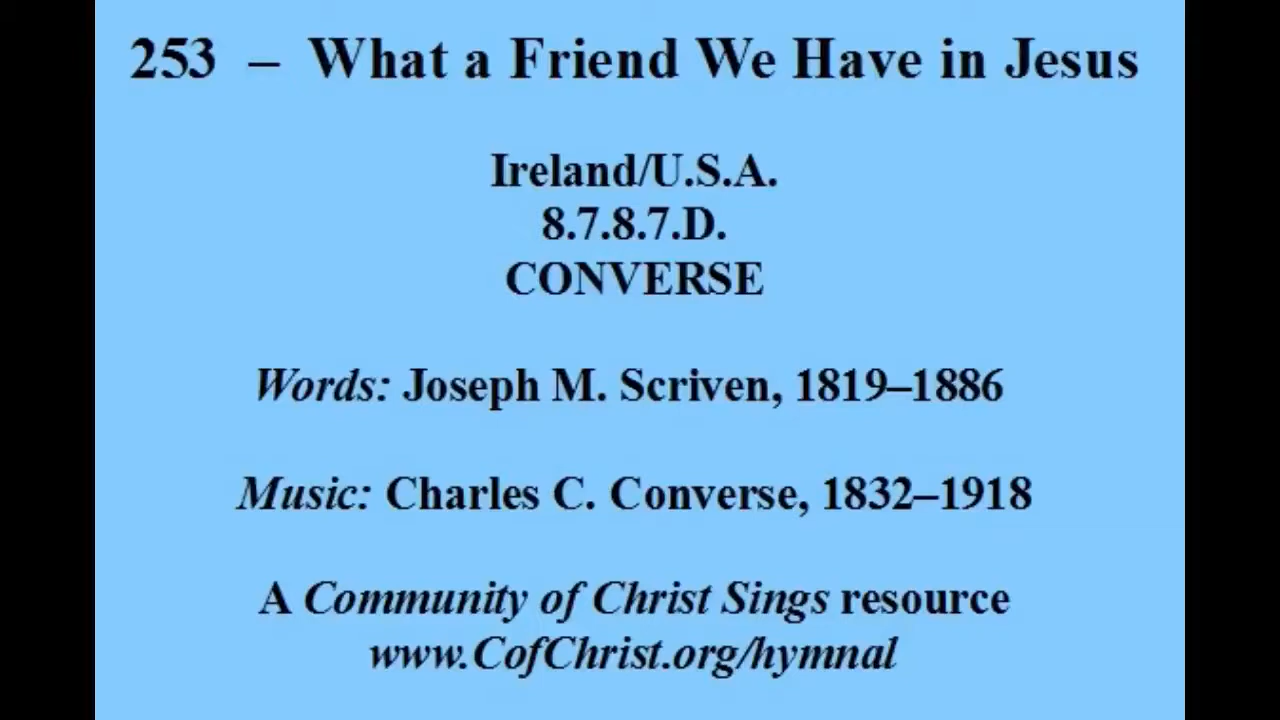 253 – What a Friend We Have in Jesus
Ireland/U.S.A.
8.7.8.7.D.
CONVERSE
Words: Joseph M. Scriven, 1819–1886
Music: Charles C. Converse, 1832–1918
A Community of Christ Sings resource
www.CofChrist.org/hymnal